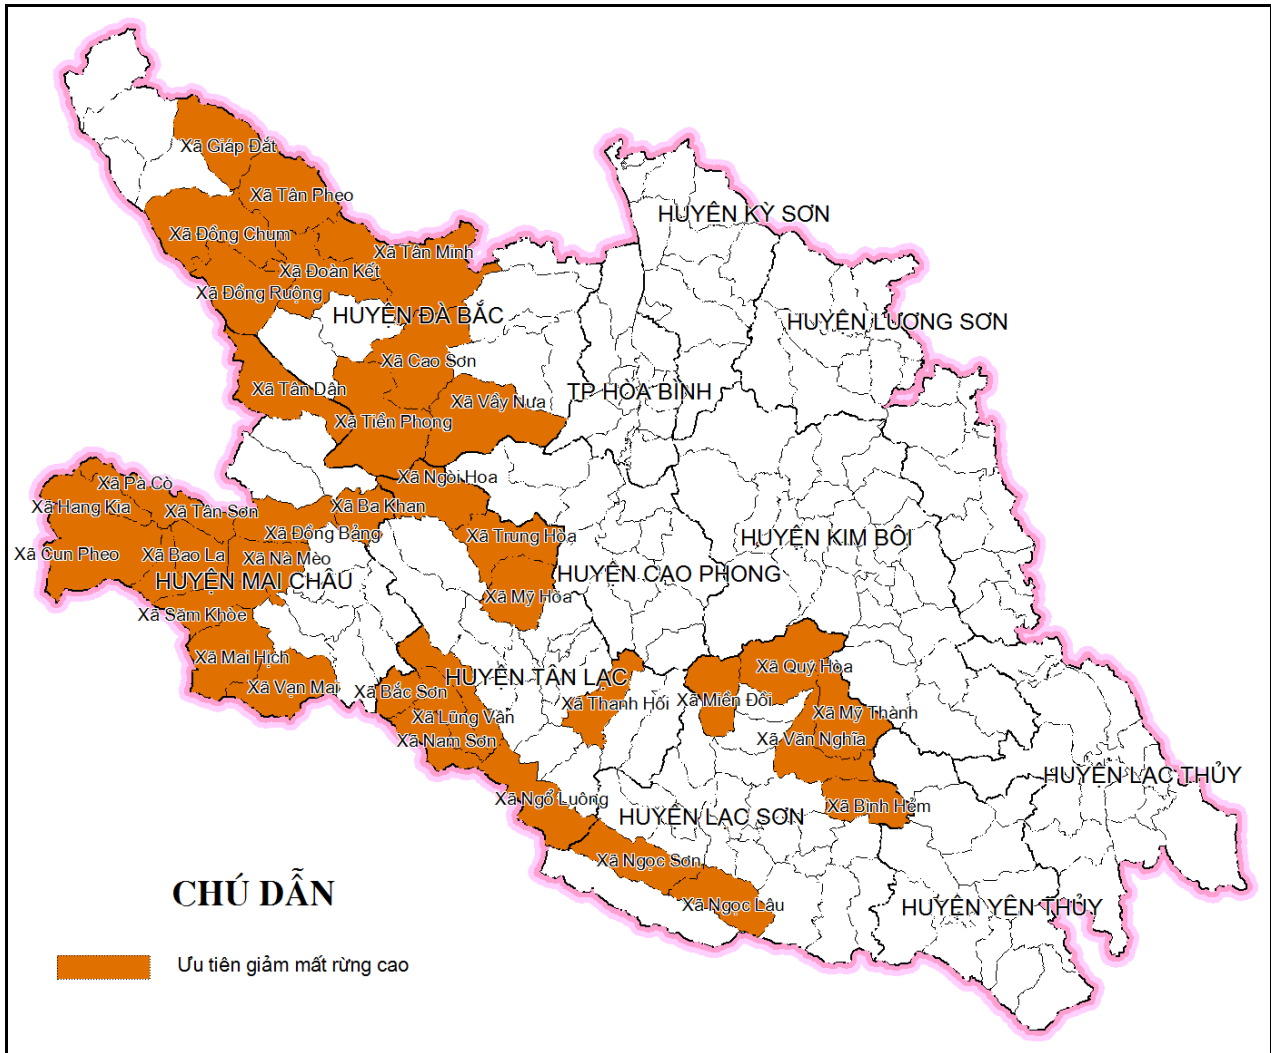 Xã Giáp Đắt
Xã Tân Pheo
HUYỆN KỲ SƠN
Xã Đồng Chum
Xã Tân Minh
Xã Đoàn Kết
Xã Đồng Ruộng
HUYỆN ĐÀ BẮC
HUYỆN LƯƠNG SƠN
Xã Cao Sơn
Xã Tân Dân
TP HÒA BÌNH
Xã Vầy Nưa
Xã Tiền Phong
Xã Ngòi Hoa
Xã Pà Cò
Xã Hang Kia
Xã Tân Sơn
Xã Ba Khan
Xã Đồng Bảng
Xã Trung Hòa
HUYỆN KIM BÔI
Xã Cun Pheo
Xã Bao La
Xã Nà Mèo
HUYỆN MAI CHÂU
HUYỆN CAO PHONG
Xã Mỹ Hòa
Xã Săm Khòe
Xã Mai Hịch
Xã Quý Hòa
HUYỆN TÂN LẠC
Xã Vạn Mai
Xã Bắc Sơn
Xã Thanh Hối
Xã Miền Đồi
Xã Lũng Vân
Xã Mỹ Thành
Xã Nam Sơn
Xã Văn Nghĩa
HUYỆN LẠC THỦY
Xã Ngổ Luông
Xã Bình Hẻm
HUYỆN LẠC SƠN
Xã Ngọc Sơn
Xã Ngọc Lâu
HUYỆN YÊN THỦY
CHÚ DẪN
Ưu tiên giảm mất rừng cao